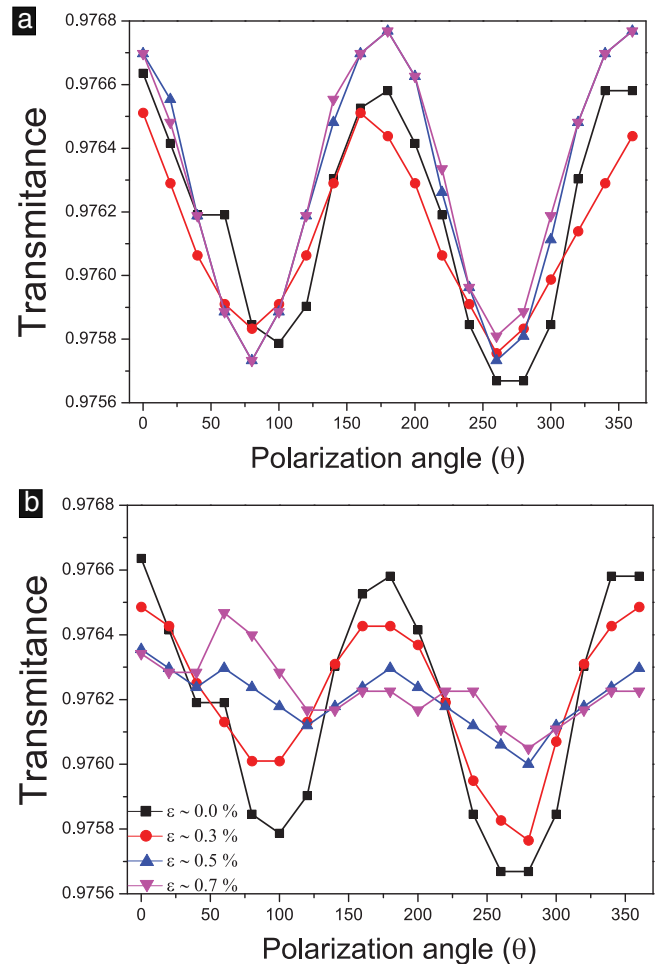 a
0.9768
0.9766
0.9764
0.9762
0.9760
0.9758
0.9756
Transmitance
0 50 100 150 200 250 300 350
Polarization angle (θ)
b
0.9768
0.9766
0.9764
0.9762
0.9760
0.9758
0.9756
Transmitance
ε ~ 0.0 %
ε ~ 0.3 %
ε ~ 0.5 %
ε ~ 0.7 %
0 50 100 150 200 250 300 350
Polarization angle (θ)